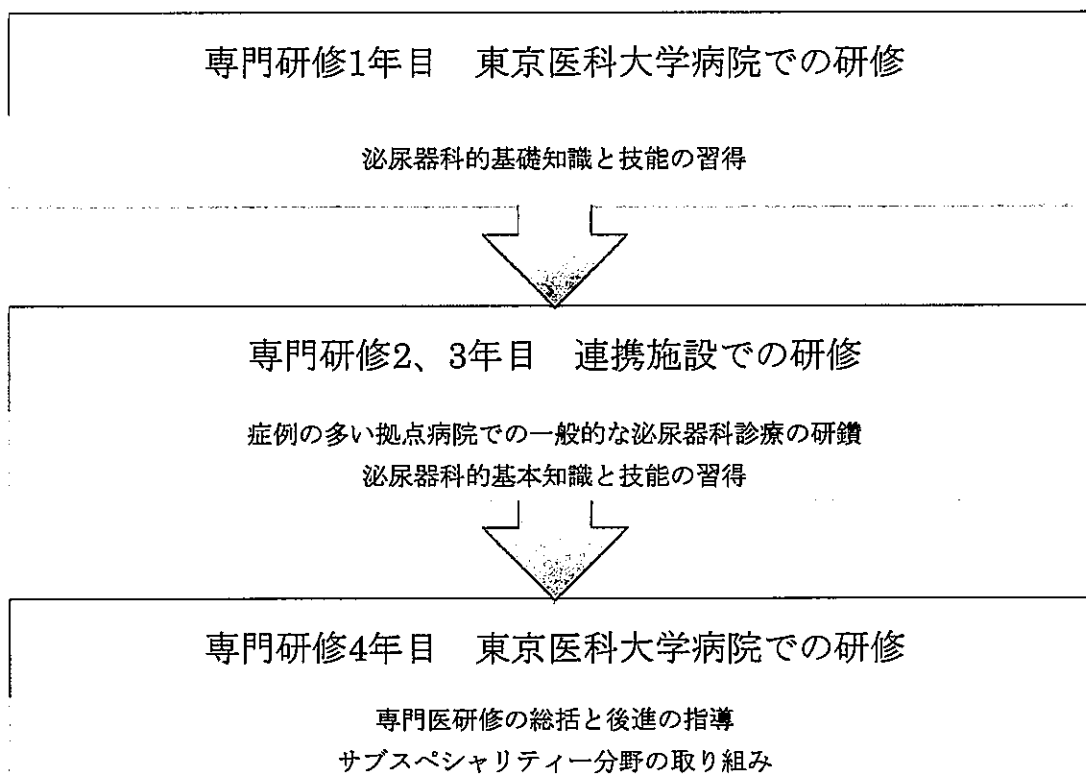 専門研修1年目　東京医科大学病院での研修
泌尿器科的基礎知識と技能の習得
専門研修2、3年目　連携施設での研修
症例の多い拠点病院での一般的な泌尿器科診療の研鑽
泌尿器科的基本知識と技能の習得
専門研修4年目　東京医科大学病院での研修
専門医研修の総括と後進の指導
サブスペシャリティー分野の取り組み